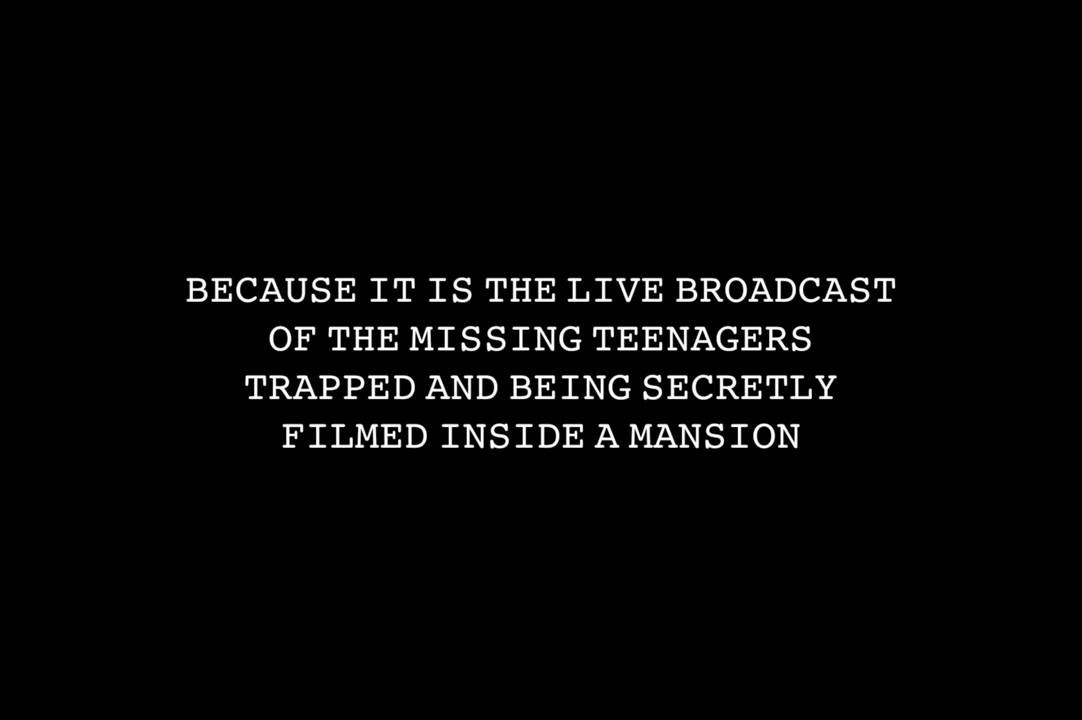 BECAUSE IT IS THE LIVE BROADCAST
OF THE MISSING TEENAGERS
TRAPPED AND BEING SECRETLY
FILMED INSIDE A MANSION